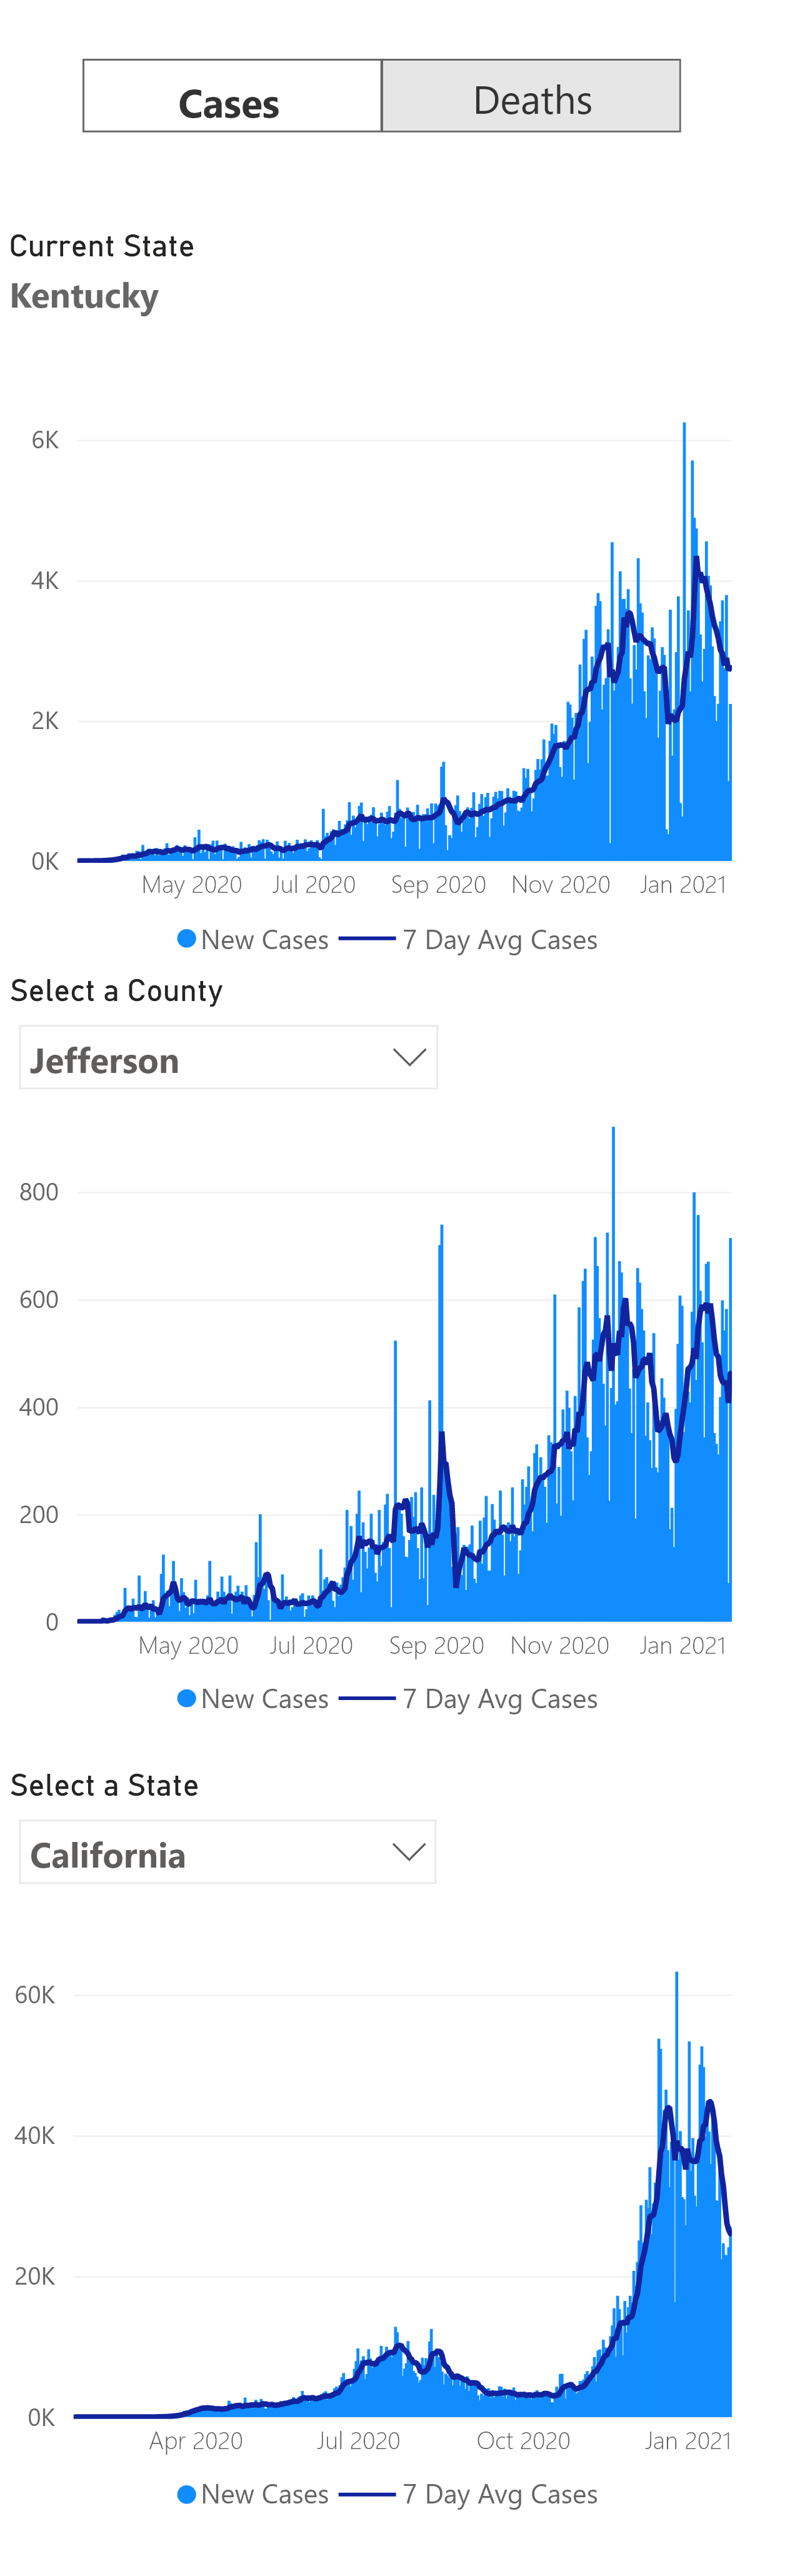 Cases Deaths
Current State
Kentucky
6K
4K
2K
0K
May 2020 Jul 2020 Sep 2020 Nov 2020 Jan 2021
New Cases 7 Day Avg Cases
Select a County
Jefferson
800
600
400
200
0
May 2020 Jul 2020 Sep 2020 Nov 2020 Jan 2021
New Cases 7 Day Avg Cases
Select a State
California
60K
40K
20K
0K
Apr 2020 Jul 2020 Oct 2020 Jan 2021
New Cases 7 Day Avg Cases